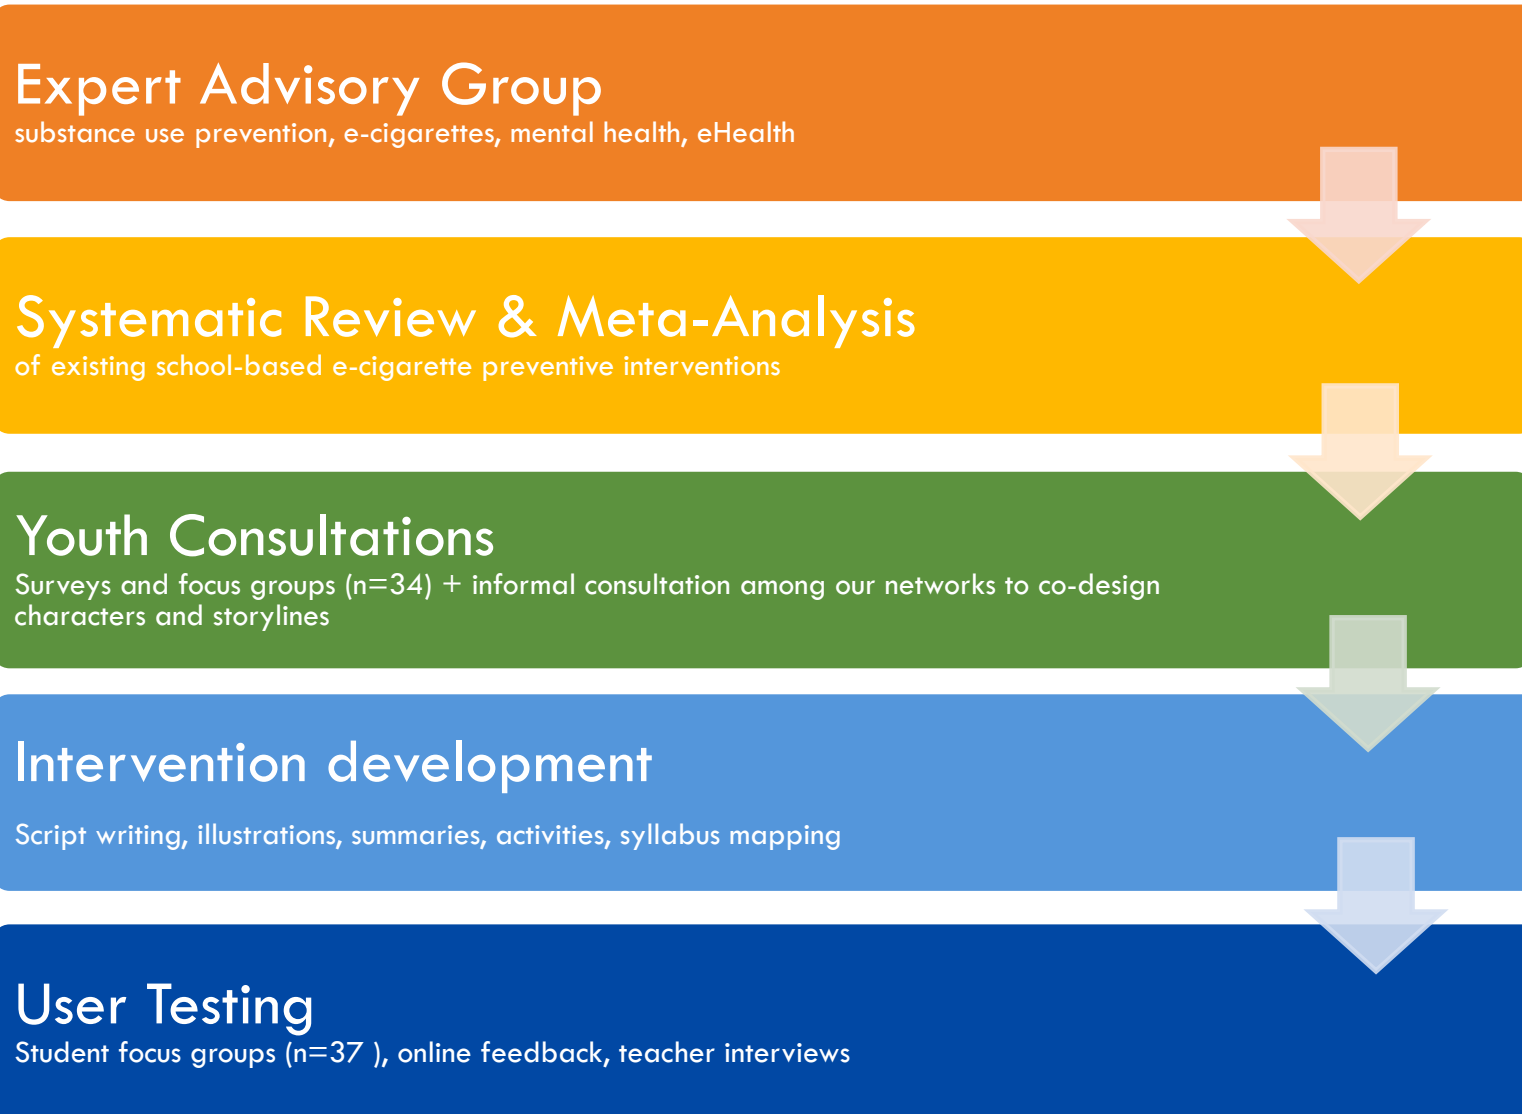 Expert Advisory Group
substance use prevention, e-cigarettes, mental health, eHealth
Systematic Review & Meta-Analysis
of existing school-based e-cigarette preventive interventions
Youth Consultations
Surveys and focus groups (n=34) + informal consultation among our networks to co-design
characters and storylines
Intervention development
Script writing, illustrations, summaries, activities, syllabus mapping
User Testing
Student focus groups (n=37 ), online feedback, teacher interviews